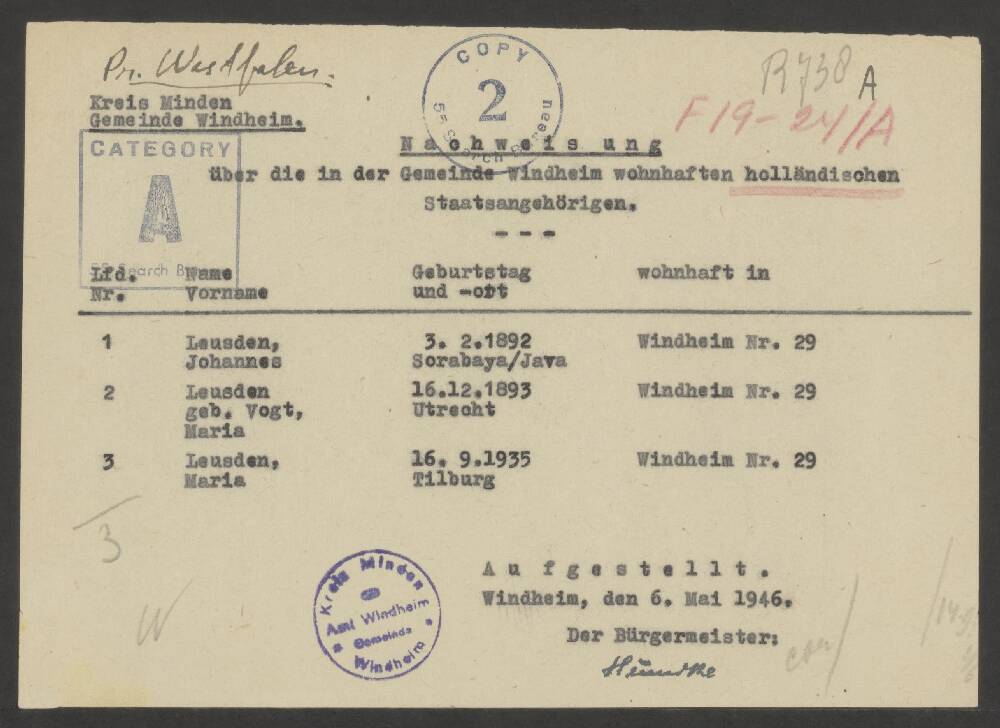 Pr. Westfalen.
Kreis Minden
Gemeinde Windheim.
COPY
2
Search Bureau
R 738 A
F19-24/A
CATEGORY
A
Search
Nachweisung
über die in der Gemeinde Windheim wohnhaften holländischen
Staatsangehörigen.
---
Lfd. Name Geburtstag wohnhaft in
Nr. Vorname und -ort
1 Leusden, 3. 2.1892 Windheim Nr. 29
Johannes Sorabaya/Java
2 Leusden 16.12.1893 Windheim Nr. 29
geb. Vogt, Utrecht
Maria
3 Leusden, 16. 9.1935 Windheim Nr. 29
Maria Tilburg
3
W
Kreis Minden
Amt Windheim
Gemeinde
Windheim
Aufgestellt.
Windheim, den 6. Mai 1946.
Der Bürgermeister: